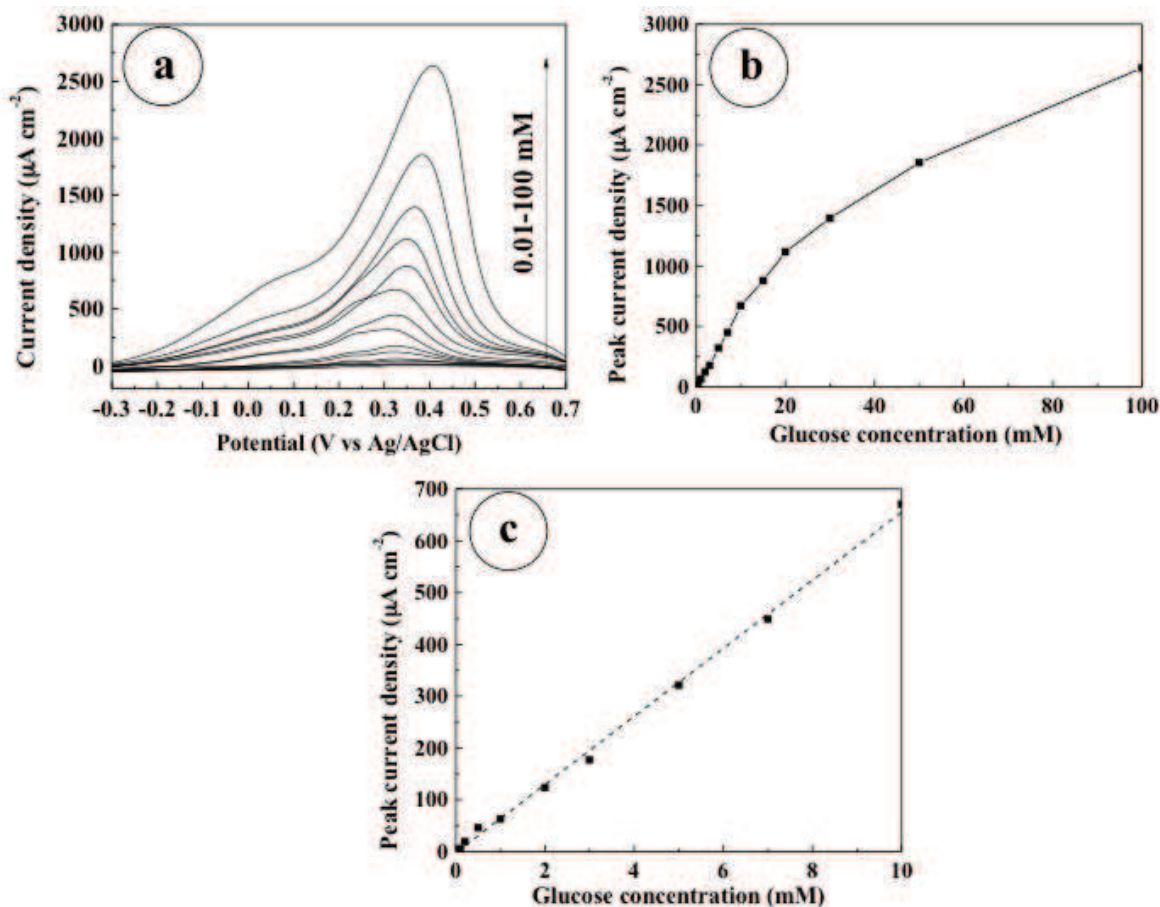 a
3000
2500
2000
1500
1000
500
0
Current density (μA cm-2)
0.01-100 mM
-0.3 -0.2 -0.1 0.0 0.1 0.2 0.3 0.4 0.5 0.6 0.7
Potential (V vs Ag/AgCl)
b
3000
2500
2000
1500
1000
500
0
Peak current density (μA cm-2)
0 20 40 60 80 100
Glucose concentration (mM)
c
700
600
500
400
300
200
100
0
Peak current density (μA cm-2)
0 2 4 6 8 10
Glucose concentration (mM)